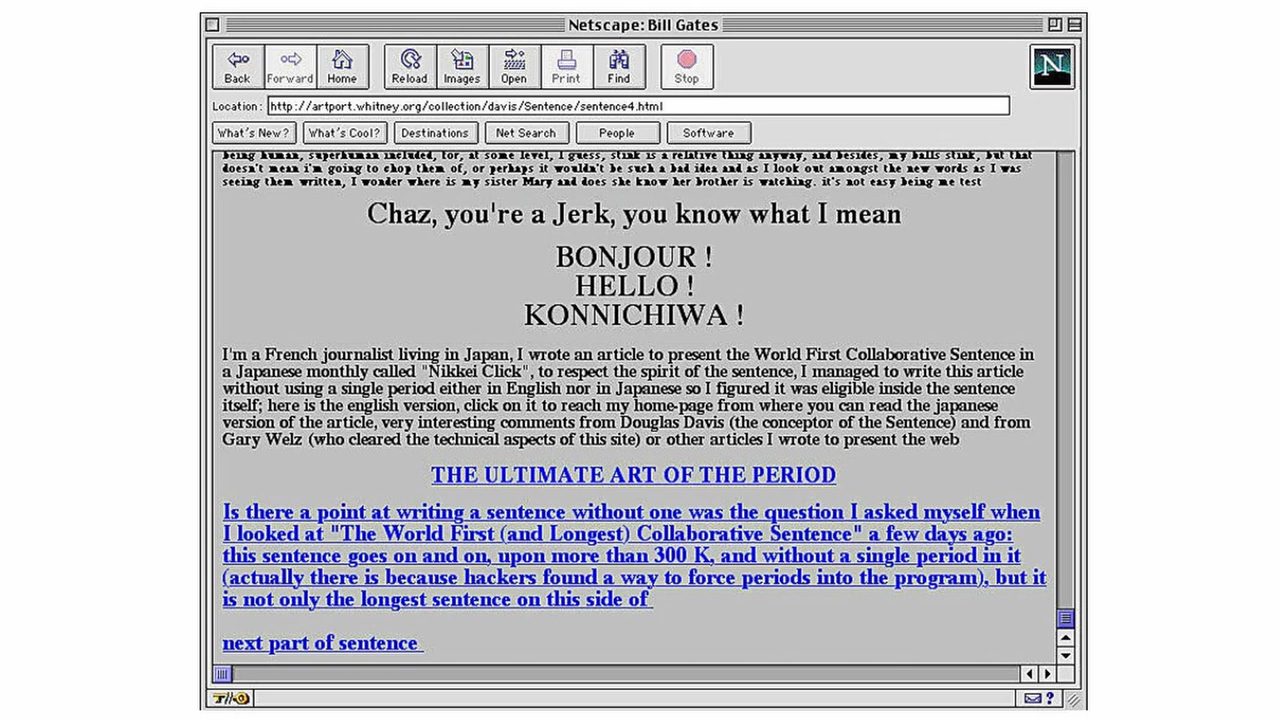 Netscape: Bill Gates
Back Forward Home Reload Images Open Print Find Stop
N
Location: http://artport.whitney.org/collection/davis/Sentence/sentence4.html
What's New? What's Cool? Destinations Net Search People Software
being human, superhuman included, for, at some level, I guess, stink is a relative thing anyway, and besides, my balls stink, but that
doesn't mean i'm going to chop them of, or perhaps it wouldn't be such a bad idea and as I look out amongst the new words as I was
seeing them written, I wonder where is my sister Mary and does she know her brother is watching. it's not easy being me test
Chaz, you're a Jerk, you know what I mean
BONJOUR !
HELLO !
KONNICHIWA !
I'm a French journalist living in Japan, I wrote an article to present the World First Collaborative Sentence in
a Japanese monthly called "Nikkei Click", to respect the spirit of the sentence, I managed to write this article
without using a single period either in English nor in Japanese so I figured it was eligible inside the sentence
itself; here is the english version, click on it to reach my home-page from where you can read the japanese
version of the article, very interesting comments from Douglas Davis (the conceptor of the Sentence) and from
Gary Welz (who cleared the technical aspects of this site) or other articles I wrote to present the web
THE ULTIMATE ART OF THE PERIOD
Is there a point at writing a sentence without one was the question I asked myself when
I looked at "The World First (and Longest) Collaborative Sentence" a few days ago:
this sentence goes on and on, upon more than 300 K, and without a single period in it
(actually there is because hackers found a way to force periods into the program), but it
is not only the longest sentence on this side of
next part of sentence
?